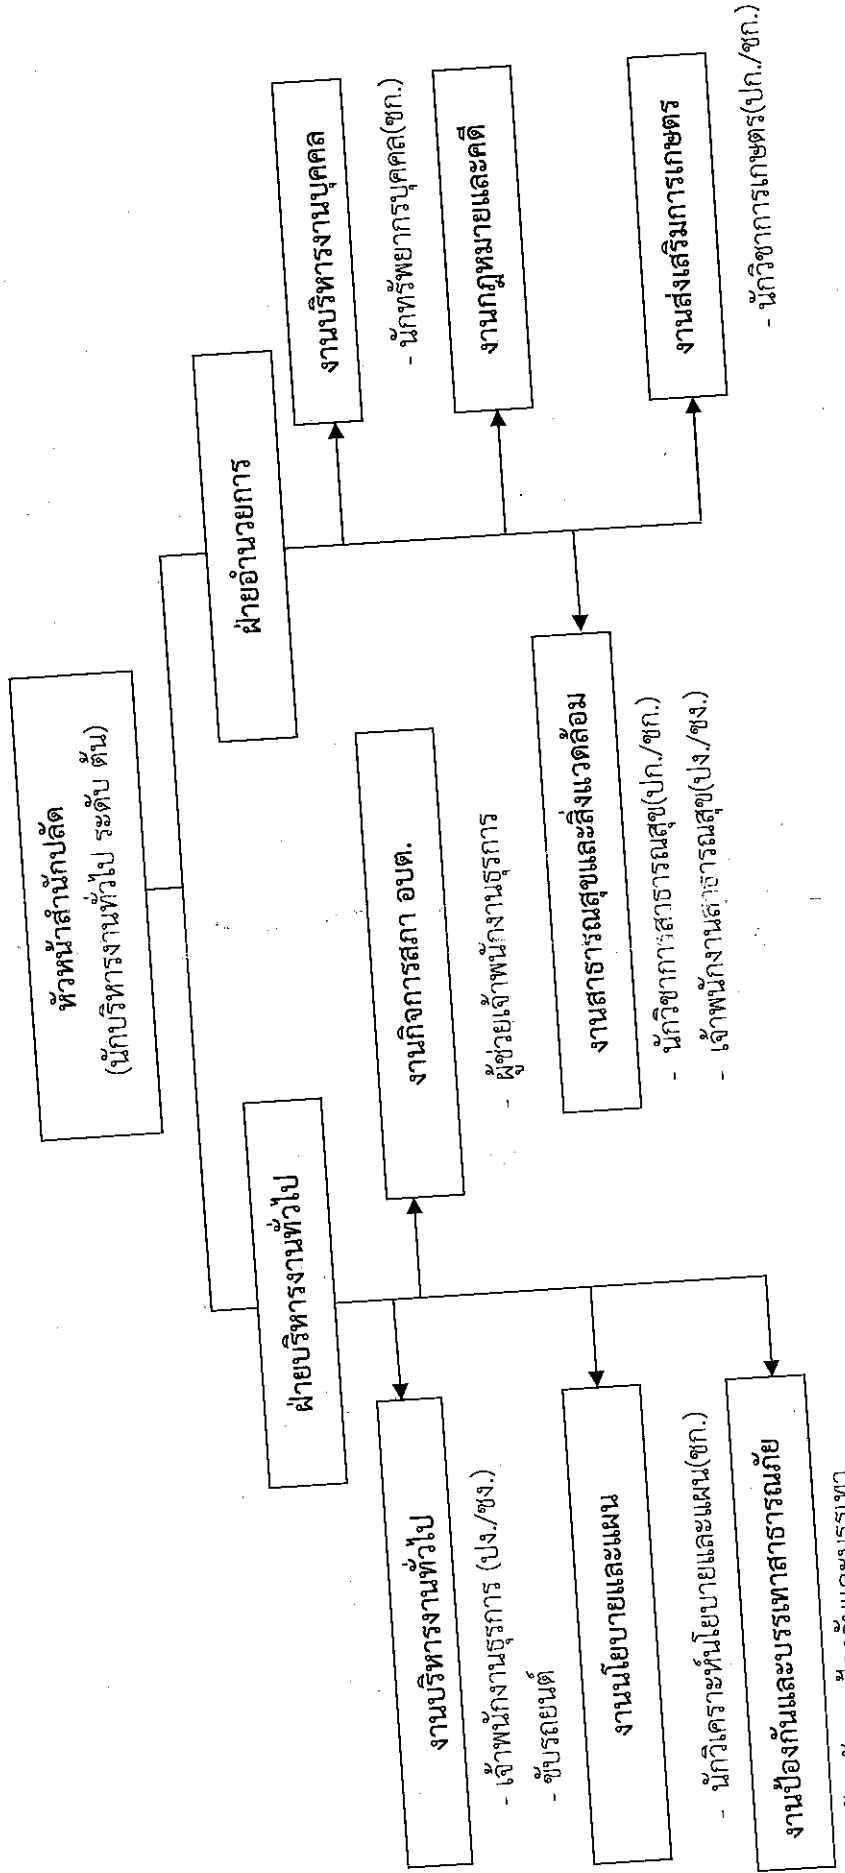 หัวหน้าสำนักปลัด
(นักบริหารงานทั่วไป ระดับ ต้น)
ฝ่ายบริหารงานทั่วไป
ฝ่ายอำนวยการ
งานบริหารงานทั่วไป
- เจ้าพนักงานธุรการ (ปง./ชง.)
- ขับรถยนต์
งานกิจการสภา อบต.
- ผู้ช่วยเจ้าพนักงานธุรการ
งานบริหารงานบุคคล
- นักทรัพยากรบุคคล(ชก.)
งานกฎหมายและคดี
งานนโยบายและแผน
- นักวิเคราะห์นโยบายและแผน(ชก.)
งานสาธารณสุขและสิ่งแวดล้อม
- นักวิชาการสาธารณสุข(ปก./ชก.)
- เจ้าพนักงานสาธารณสุข(ปง./ชง.)
งานส่งเสริมการเกษตร
- นักวิชาการเกษตร(ปก./ชก.)
งานป้องกันและบรรเทาสาธารณภัย